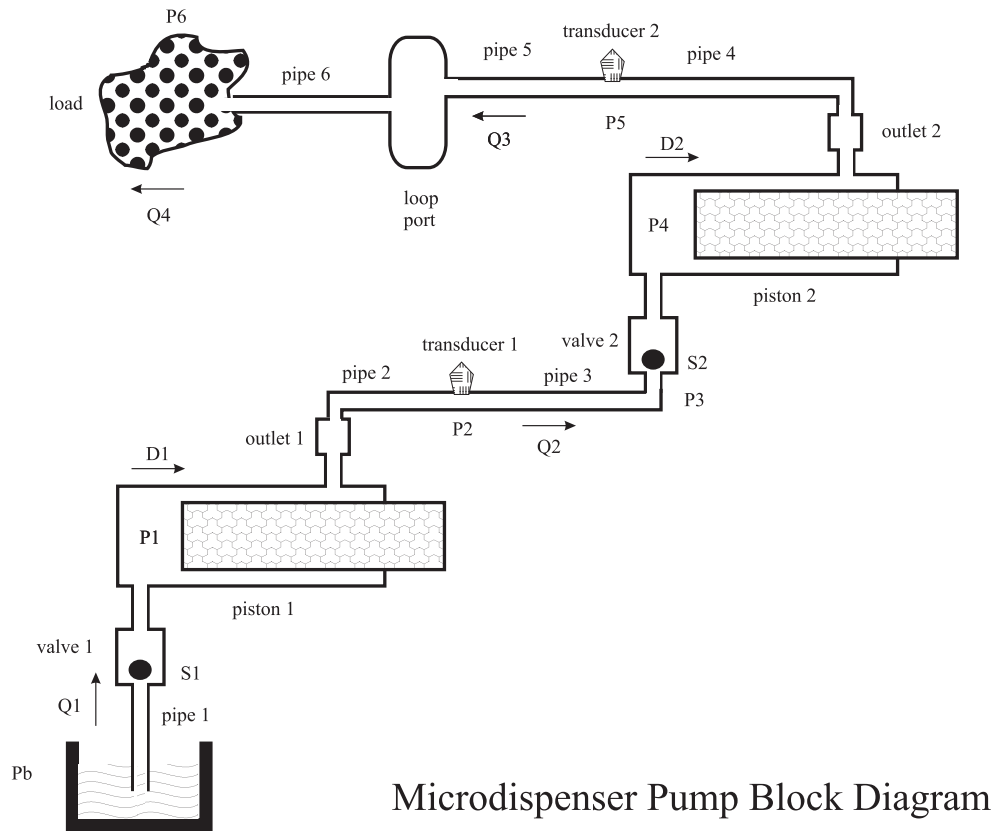 P6
transducer 2
pipe 5
pipe 4
pipe 6
load
P5
outlet 2
Q3
D2
loop
port
Q4
P4
piston 2
valve 2
transducer 1
S2
pipe 2
pipe 3
P3
P2
outlet 1
Q2
D1
P1
piston 1
valve 1
S1
Q1
pipe 1
Pb
Microdispenser Pump Block Diagram